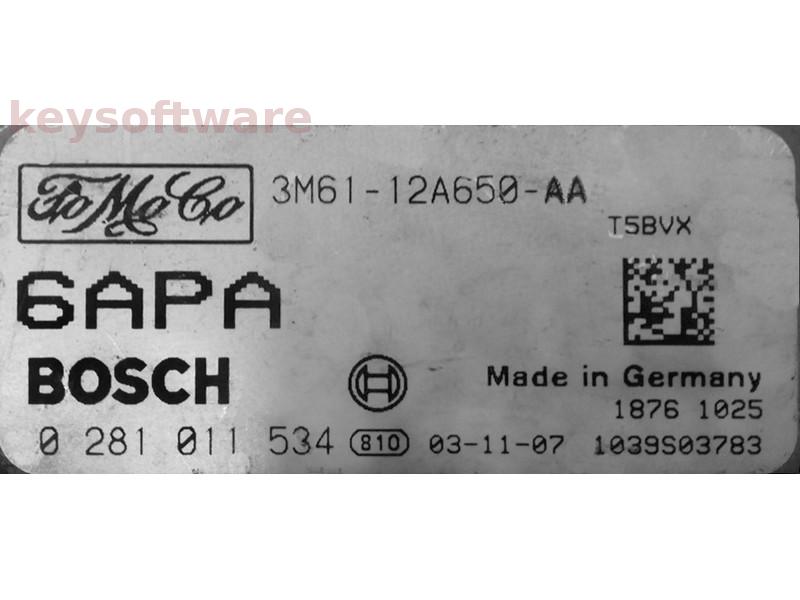 keysoftware
FoMoCo 3M61-12A650-AA
T5BVX
6APA
BOSCH
Made in Germany
1876 1025
0 281 011 534 810 03-11-07 1039S03783